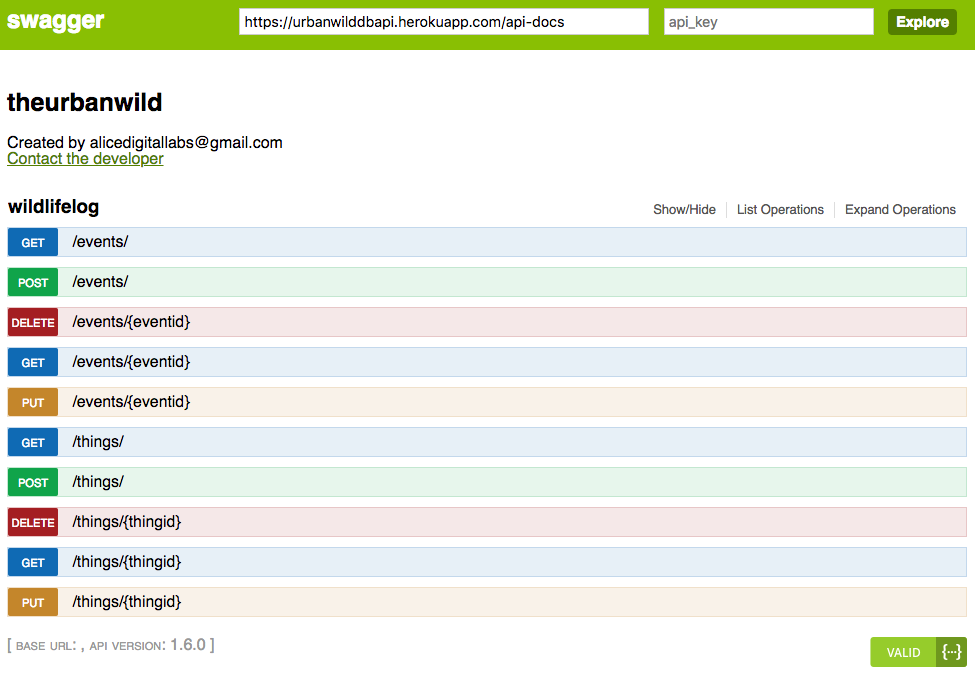 swagger https://urbanwilddbapi.herokuapp.com/api-docs api_key Explore
theurbanwild
Created by alicedigitallabs@gmail.com
Contact the developer
wildlifelog Show/Hide List Operations Expand Operations
GET /events/
POST /events/
DELETE /events/{eventid}
GET /events/{eventid}
PUT /events/{eventid}
GET /things/
POST /things/
DELETE /things/{thingid}
GET /things/{thingid}
PUT /things/{thingid}
[ BASE URL: , API VERSION: 1.6.0 ]
VALID {···}